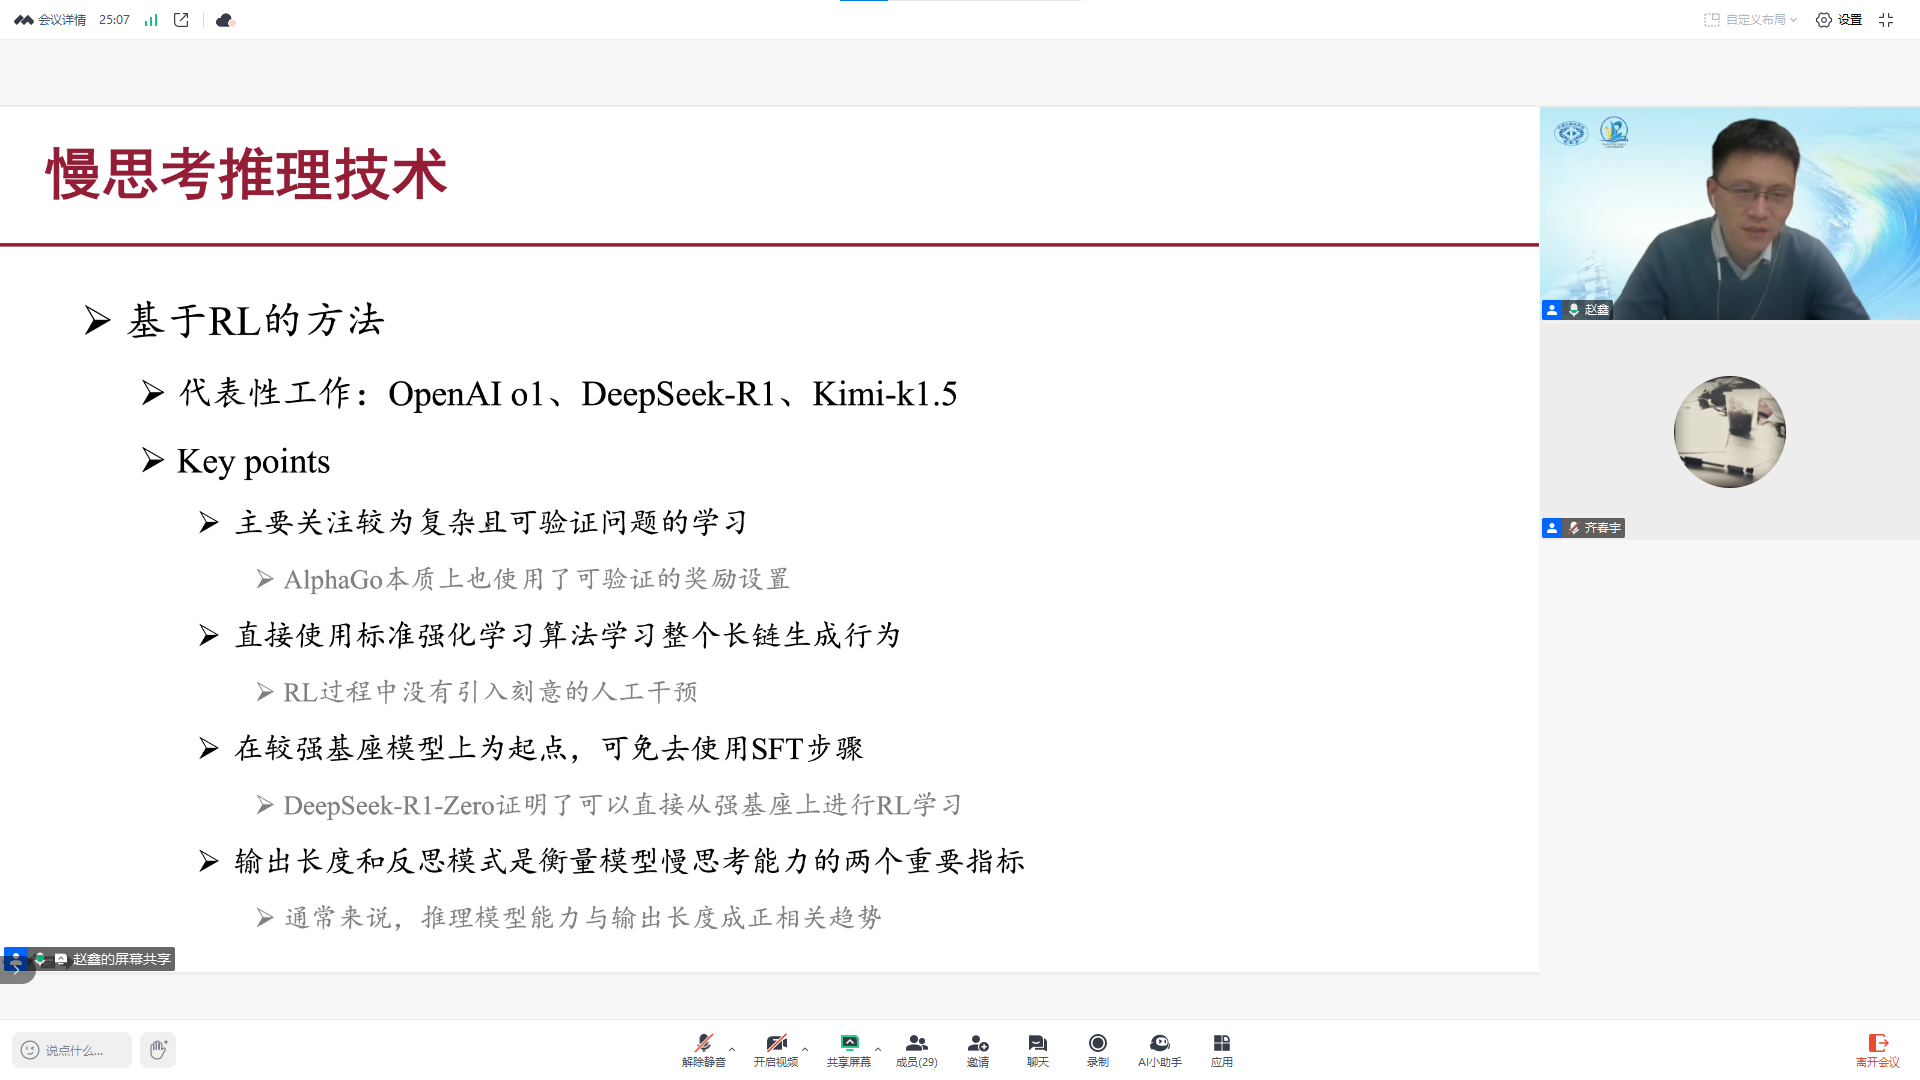 会议详情 25:07
自定义布局 设置
慢思考推理技术
基于RL的方法
代表性工作：OpenAI o1、DeepSeek-R1、Kimi-k1.5
Key points
主要关注较为复杂且可验证问题的学习
AlphaGo本质上也使用了可验证的奖励设置
直接使用标准强化学习算法学习整个长链生成行为
RL过程中没有引入刻意的人工干预
在较强基座模型上为起点，可免去使用SFT步骤
DeepSeek-R1-Zero证明了可以直接从强基座上进行RL学习
输出长度和反思模式是衡量模型慢思考能力的两个重要指标
通常来说，推理模型能力与输出长度成正相关趋势
赵鑫的屏幕共享
赵鑫
齐春宇
说点什么...
解除静音 开启视频 共享屏幕 成员(29) 邀请 聊天 录制 AI小助手 应用
离开会议